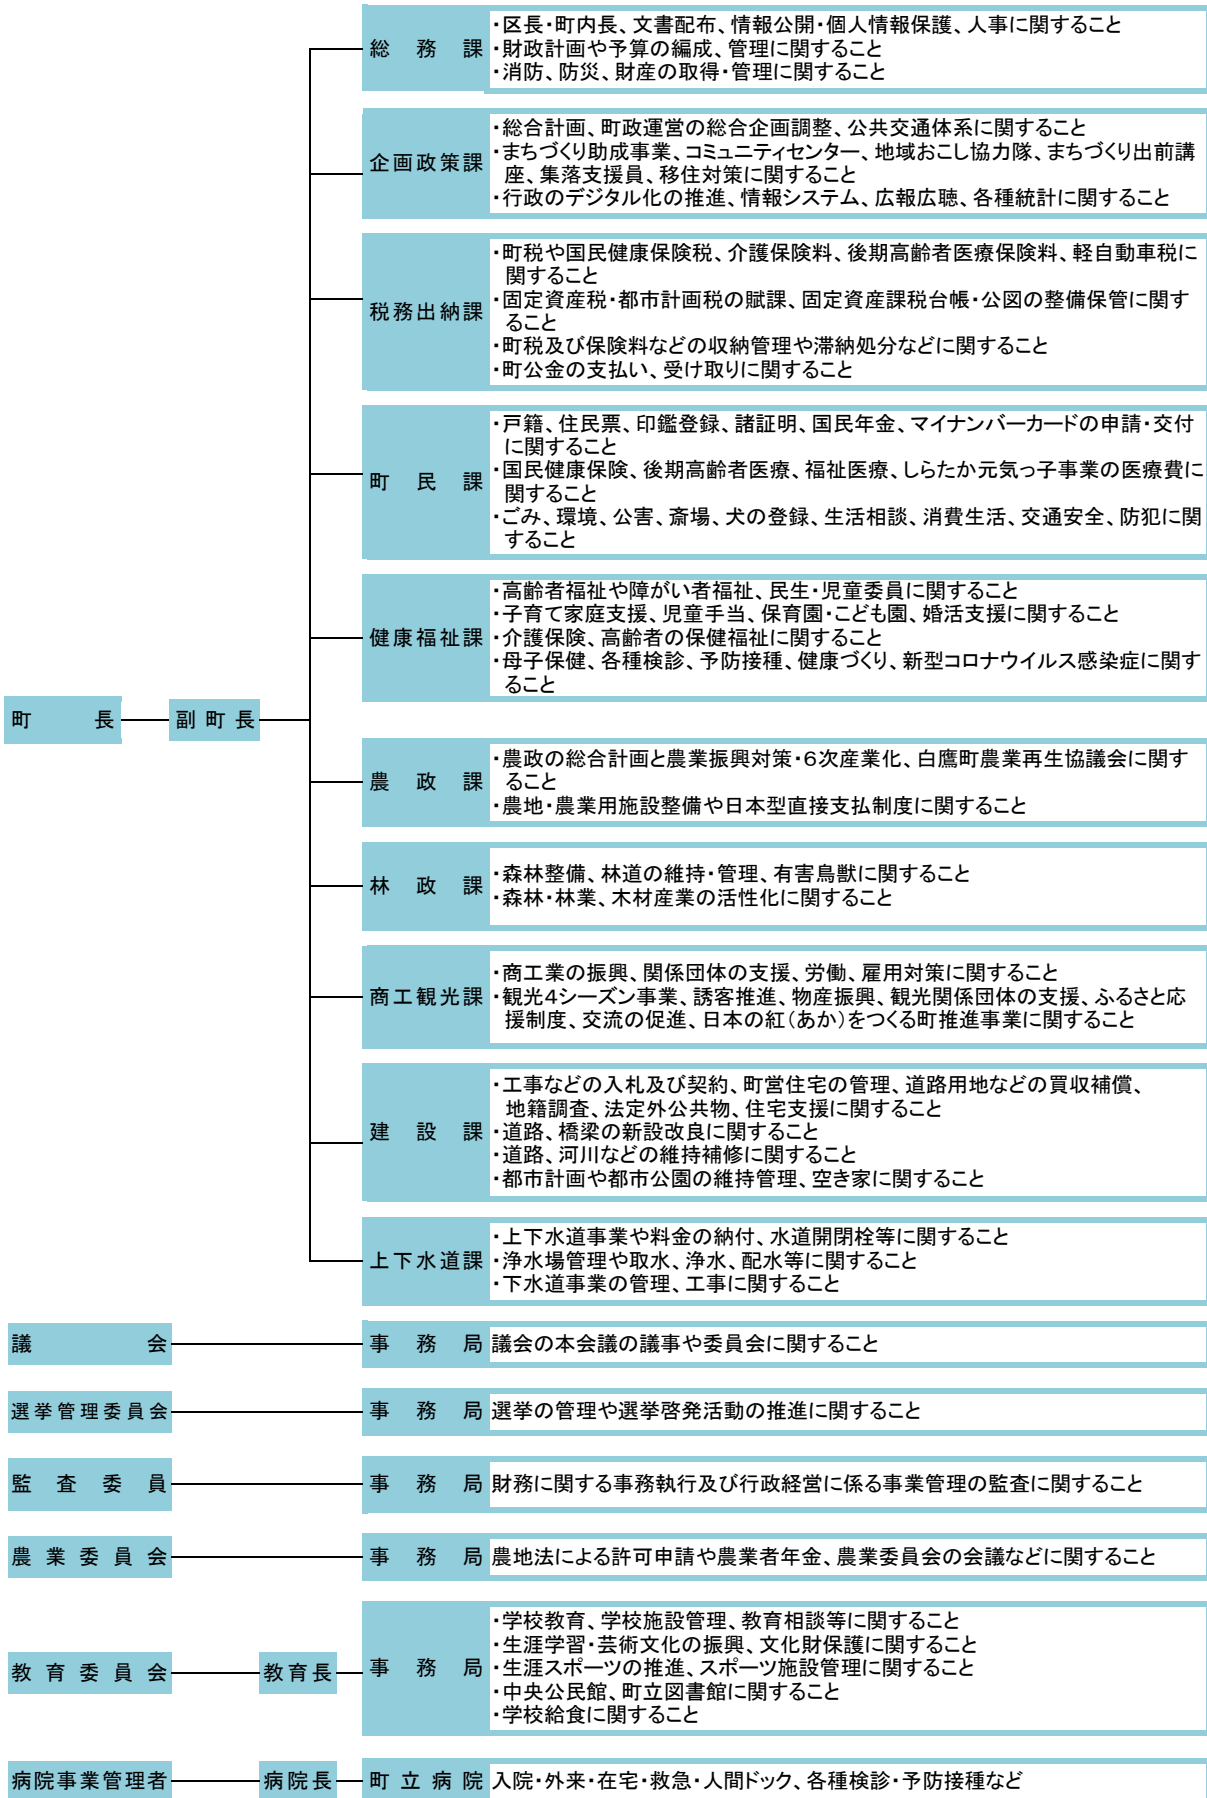 総務課
・区長・町内長、文書配布、情報公開・個人情報保護、人事に関すること
・財政計画や予算の編成、管理に関すること
・消防、防災、財産の取得・管理に関すること
企画政策課
・総合計画、町政運営の総合企画調整、公共交通体系に関すること
・まちづくり助成事業、コミュニティセンター、地域おこし協力隊、まちづくり出前講
座、集落支援員、移住対策に関すること
・行政のデジタル化の推進、情報システム、広報広聴、各種統計に関すること
税務出納課
・町税や国民健康保険税、介護保険料、後期高齢者医療保険料、軽自動車税に
関すること
・固定資産税・都市計画税の賦課、固定資産課税台帳・公図の整備保管に関す
ること
・町税及び保険料などの収納管理や滞納処分などに関すること
・町公金の支払い、受け取りに関すること
町民課
・戸籍、住民票、印鑑登録、諸証明、国民年金、マイナンバーカードの申請・交付
に関すること
・国民健康保険、後期高齢者医療、福祉医療、しらたか元気っ子事業の医療費に
関すること
・ごみ、環境、公害、斎場、犬の登録、生活相談、消費生活、交通安全、防犯に関
すること
健康福祉課
・高齢者福祉や障がい者福祉、民生・児童委員に関すること
・子育て家庭支援、児童手当、保育園・こども園、婚活支援に関すること
・介護保険、高齢者の保健福祉に関すること
・母子保健、各種検診、予防接種、健康づくり、新型コロナウイルス感染症に関す
ること
町長
副町長
農政課
・農政の総合計画と農業振興対策・6次産業化、白鷹町農業再生協議会に関す
ること
・農地・農業用施設整備や日本型直接支払制度に関すること
林政課
・森林整備、林道の維持・管理、有害鳥獣に関すること
・森林・林業、木材産業の活性化に関すること
商工観光課
・商工業の振興、関係団体の支援、労働、雇用対策に関すること
・観光4シーズン事業、誘客推進、物産振興、観光関係団体の支援、ふるさと応
援制度、交流の促進、日本の紅(あか)をつくる町推進事業に関すること
建設課
・工事などの入札及び契約、町営住宅の管理、道路用地などの買収補償、
地籍調査、法定外公共物、住宅支援に関すること
・道路、橋梁の新設改良に関すること
・道路、河川などの維持補修に関すること
・都市計画や都市公園の維持管理、空き家に関すること
上下水道課
・上下水道事業や料金の納付、水道開閉栓等に関すること
・浄水場管理や取水、浄水、配水等に関すること
・下水道事業の管理、工事に関すること
議会
事務局
議会の本会議の議事や委員会に関すること
選挙管理委員会
事務局
選挙の管理や選挙啓発活動の推進に関すること
監査委員
事務局
財務に関する事務執行及び行政経営に係る事業管理の監査に関すること
農業委員会
事務局
農地法による許可申請や農業者年金、農業委員会の会議などに関すること
教育委員会
教育長
事務局
・学校教育、学校施設管理、教育相談等に関すること
・生涯学習・芸術文化の振興、文化財保護に関すること
・生涯スポーツの推進、スポーツ施設管理に関すること
・中央公民館、町立図書館に関すること
・学校給食に関すること
病院事業管理者
病院長
町立病院
入院・外来・在宅・救急・人間ドック、各種検診・予防接種など